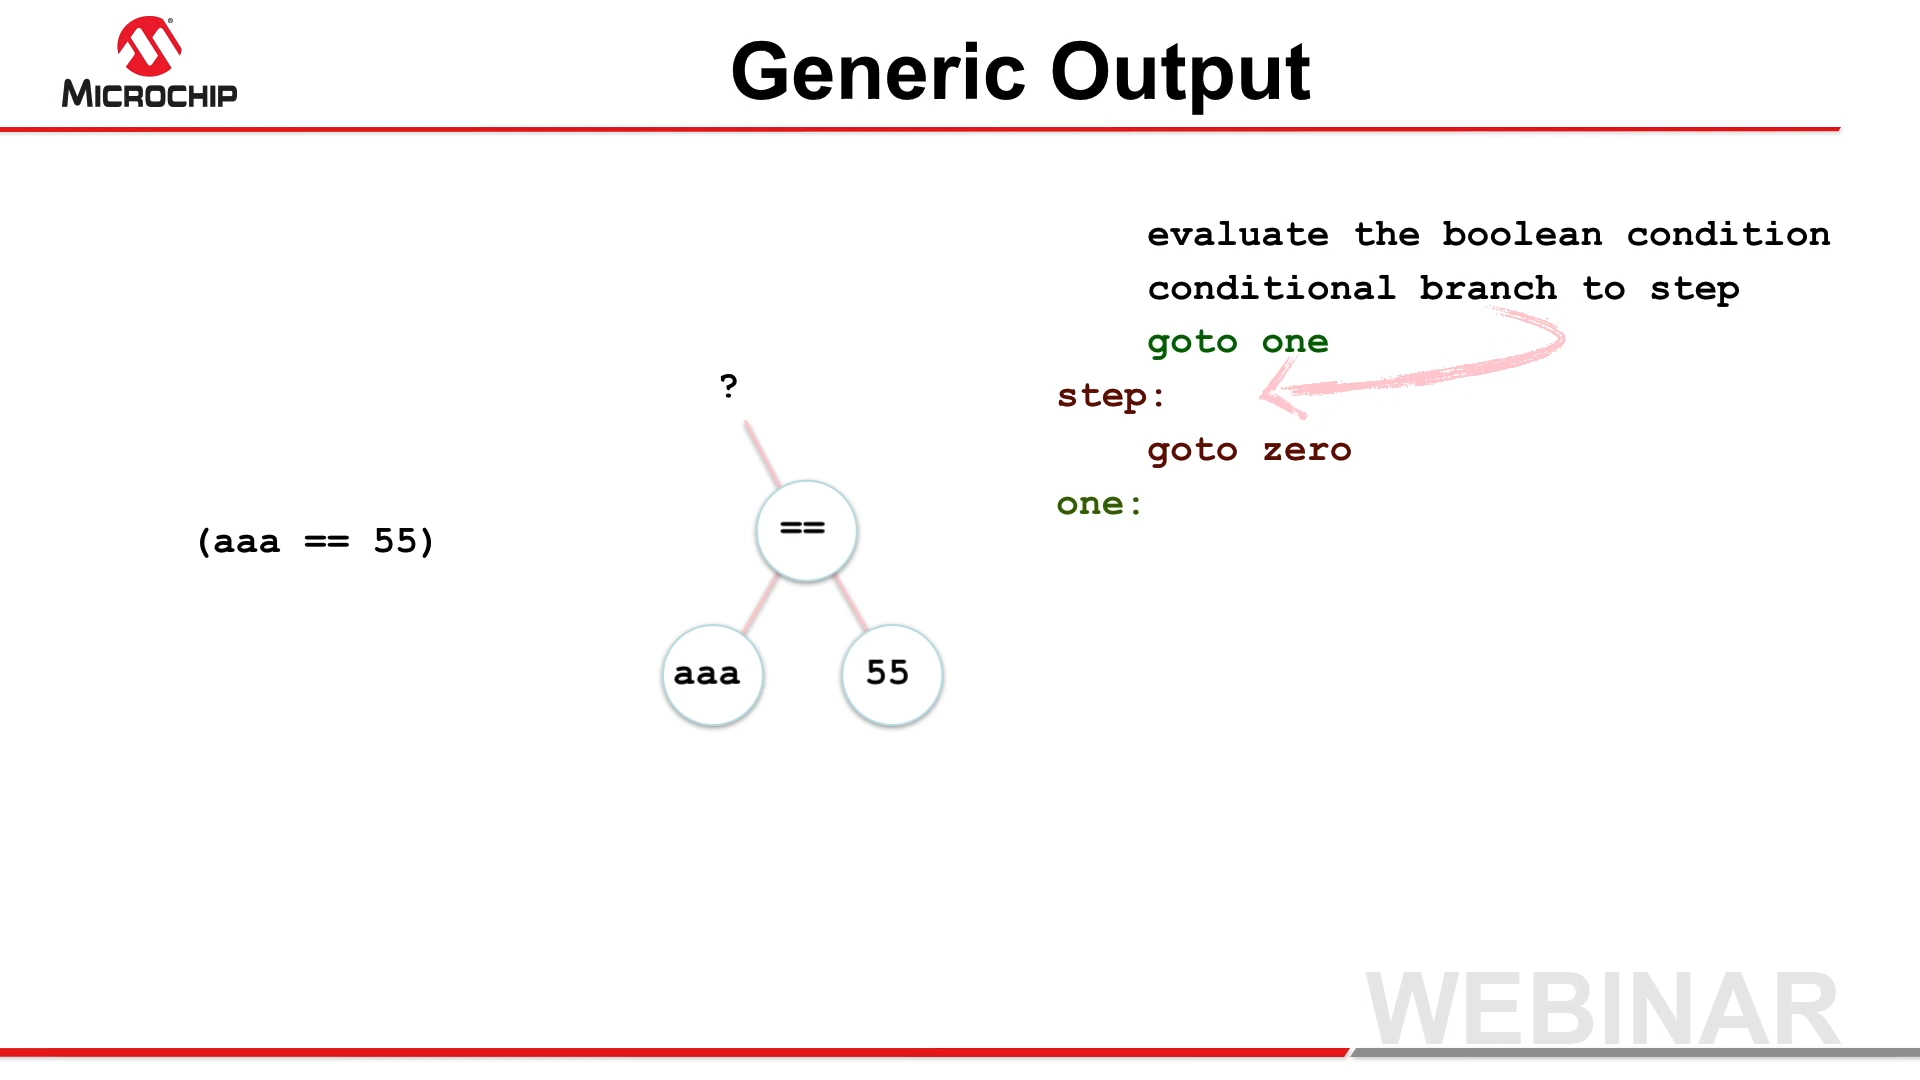 MICROCHIP
Generic Output
evaluate the boolean condition
conditional branch to step
goto one
step:
goto zero
one:
(aaa == 55)
?
==
aaa
55
WEBINAR